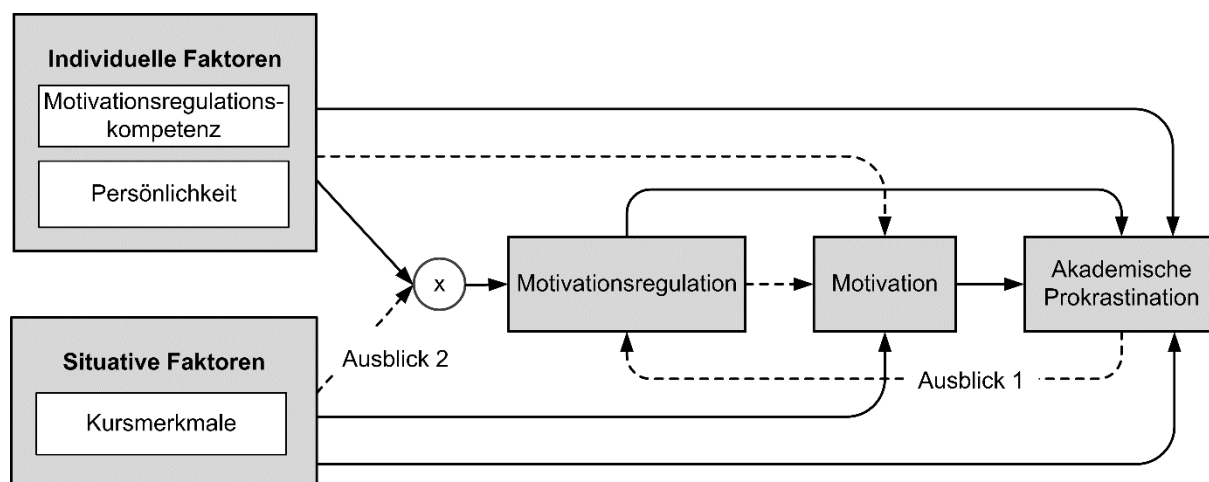 Individuelle Faktoren
Motivationsregulations-
kompetenz
Persönlichkeit
x
Motivationsregulation
Motivation
Akademische
Prokrastination
Situative Faktoren
Kursmerkmale
Ausblick 2
Ausblick 1